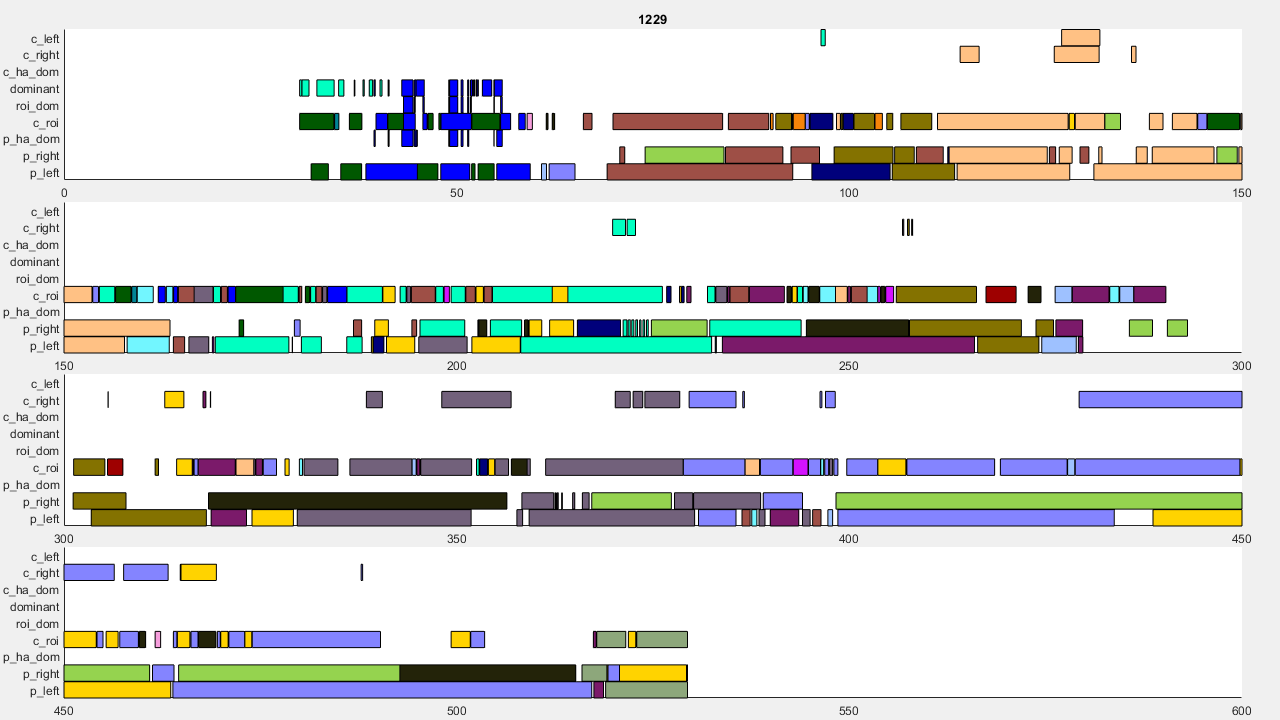 1229
c_left
c_right
c_ha_dom
dominant
roi_dom
c_roi
p_ha_dom
p_right
p_left
0 50 100 150
c_left
c_right
c_ha_dom
dominant
roi_dom
c_roi
p_ha_dom
p_right
p_left
150 200 250 300
c_left
c_right
c_ha_dom
dominant
roi_dom
c_roi
p_ha_dom
p_right
p_left
300 350 400 450
c_left
c_right
c_ha_dom
dominant
roi_dom
c_roi
p_ha_dom
p_right
p_left
450 500 550 600